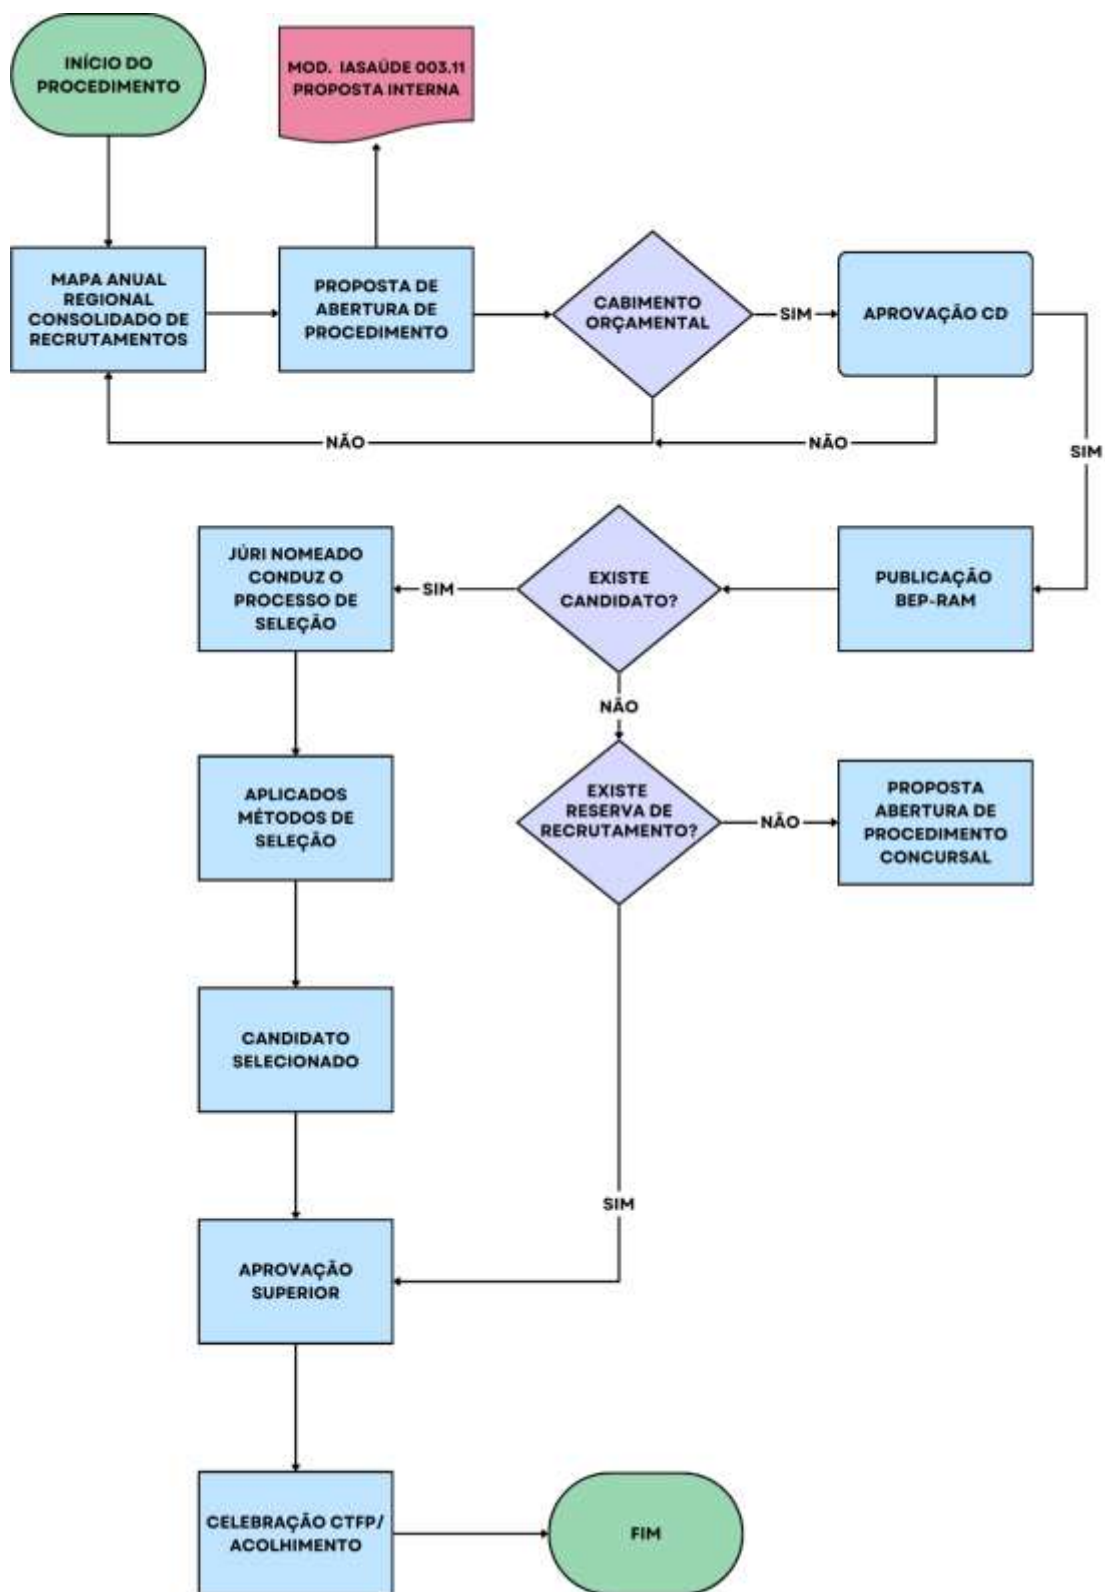 INÍCIO DO
PROCEDIMENTO
MOD. IASAÚDE 003.11
PROPOSTA INTERNA
MAPA ANUAL
REGIONAL
CONSOLIDADO DE
RECRUTAMENTOS
PROPOSTA DE
ABERTURA DE
PROCEDIMENTO
CABIMENTO
ORÇAMENTAL
SIM
APROVAÇÃO CD
NÃO
NÃO
SIM
JÚRI NOMEADO
CONDUZ O
PROCESSO DE
SELEÇÃO
SIM
EXISTE
CANDIDATO?
PUBLICAÇÃO
BEP-RAM
NÃO
APLICADOS
MÉTODOS DE
SELEÇÃO
EXISTE
RESERVA DE
RECRUTAMENTO?
NÃO
PROPOSTA
ABERTURA DE
PROCEDIMENTO
CONCURSAL
CANDIDATO
SELECIONADO
SIM
APROVAÇÃO
SUPERIOR
CELEBRAÇÃO CTFP/
ACOLHIMENTO
FIM